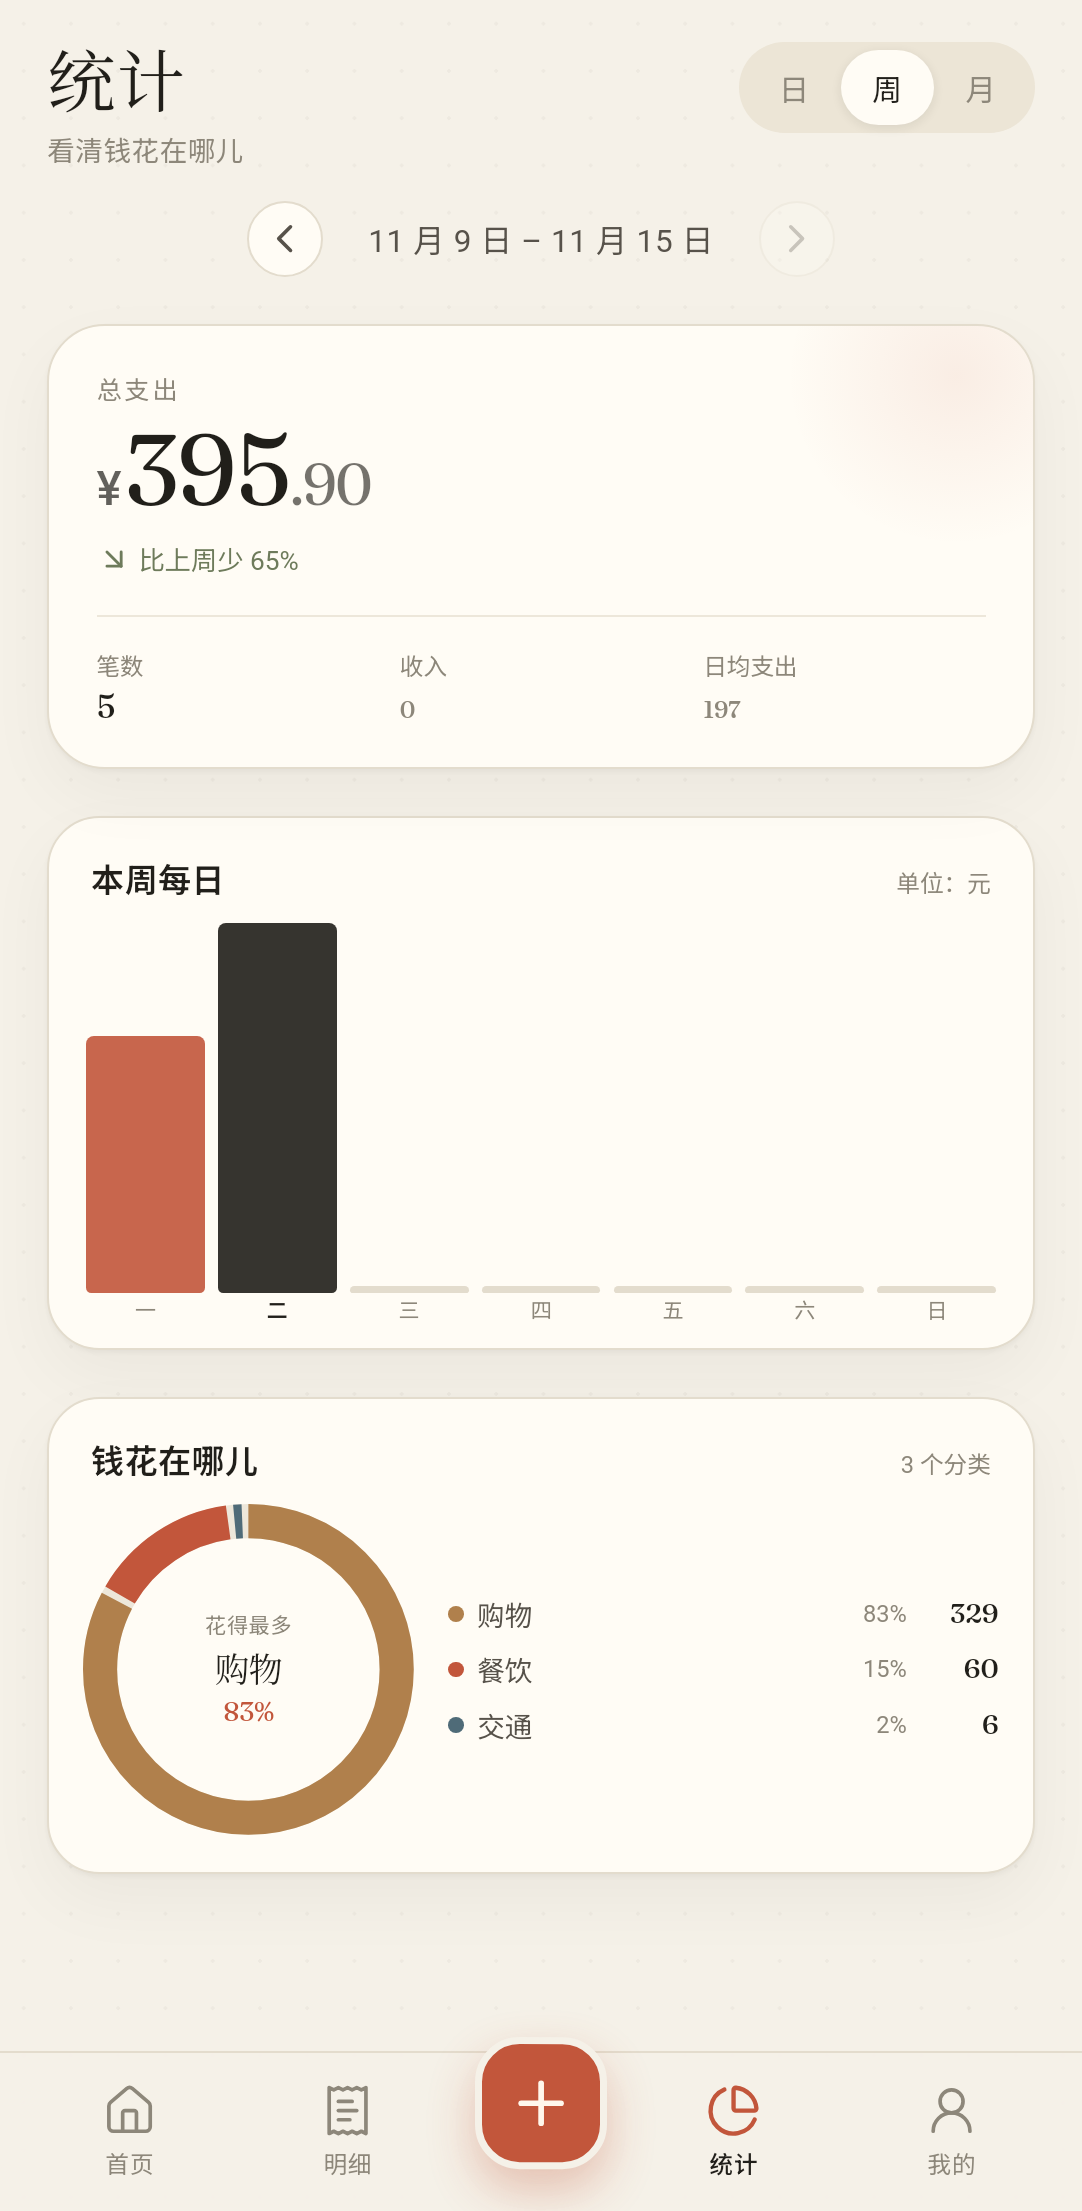 统计
日 周 月
看清钱花在哪儿
11 月 9 日 – 11 月 15 日
总支出
¥395.90
比上周少 65%
笔数 收入 日均支出
5 0 197
本周每日 单位：元
一 二 三 四 五 六 日
钱花在哪儿 3 个分类
花得最多
购物
83%
购物 83% 329
餐饮 15% 60
交通 2% 6
首页 明细 统计 我的